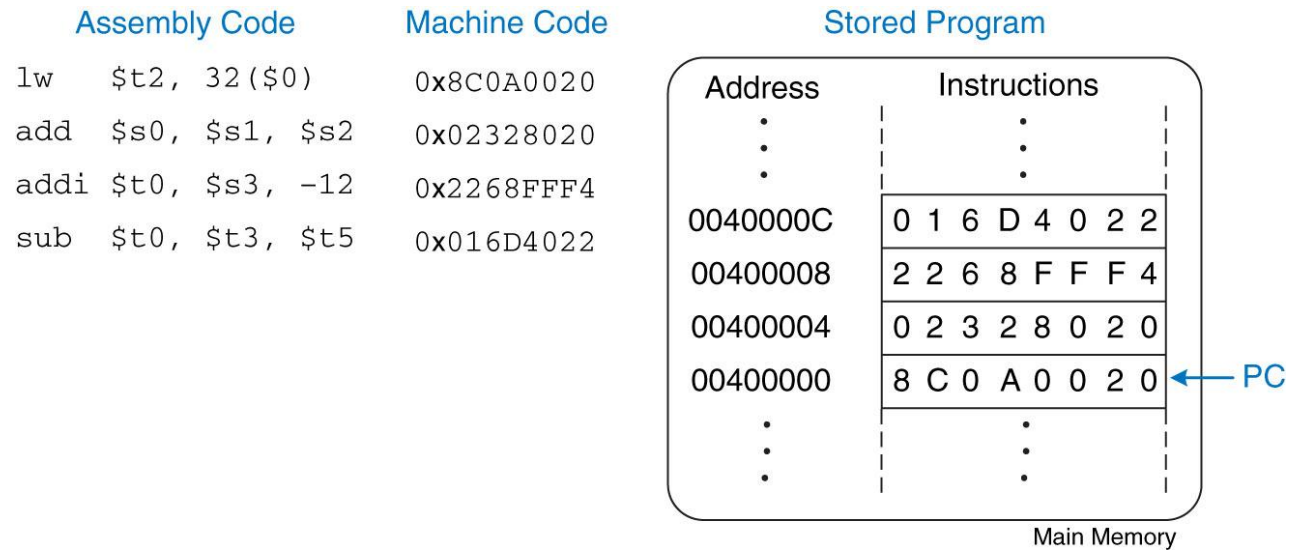 Assembly Code Machine Code Stored Program
lw $t2, 32($0) 0x8C0A0020
add $s0, $s1, $s2 0x02328020
addi $t0, $s3, -12 0x2268FFF4
sub $t0, $t3, $t5 0x016D4022
Address Instructions
0040000C 0 1 6 D 4 0 2 2
00400008 2 2 6 8 F F F 4
00400004 0 2 3 2 8 0 2 0
00400000 8 C 0 A 0 0 2 0 PC
Main Memory